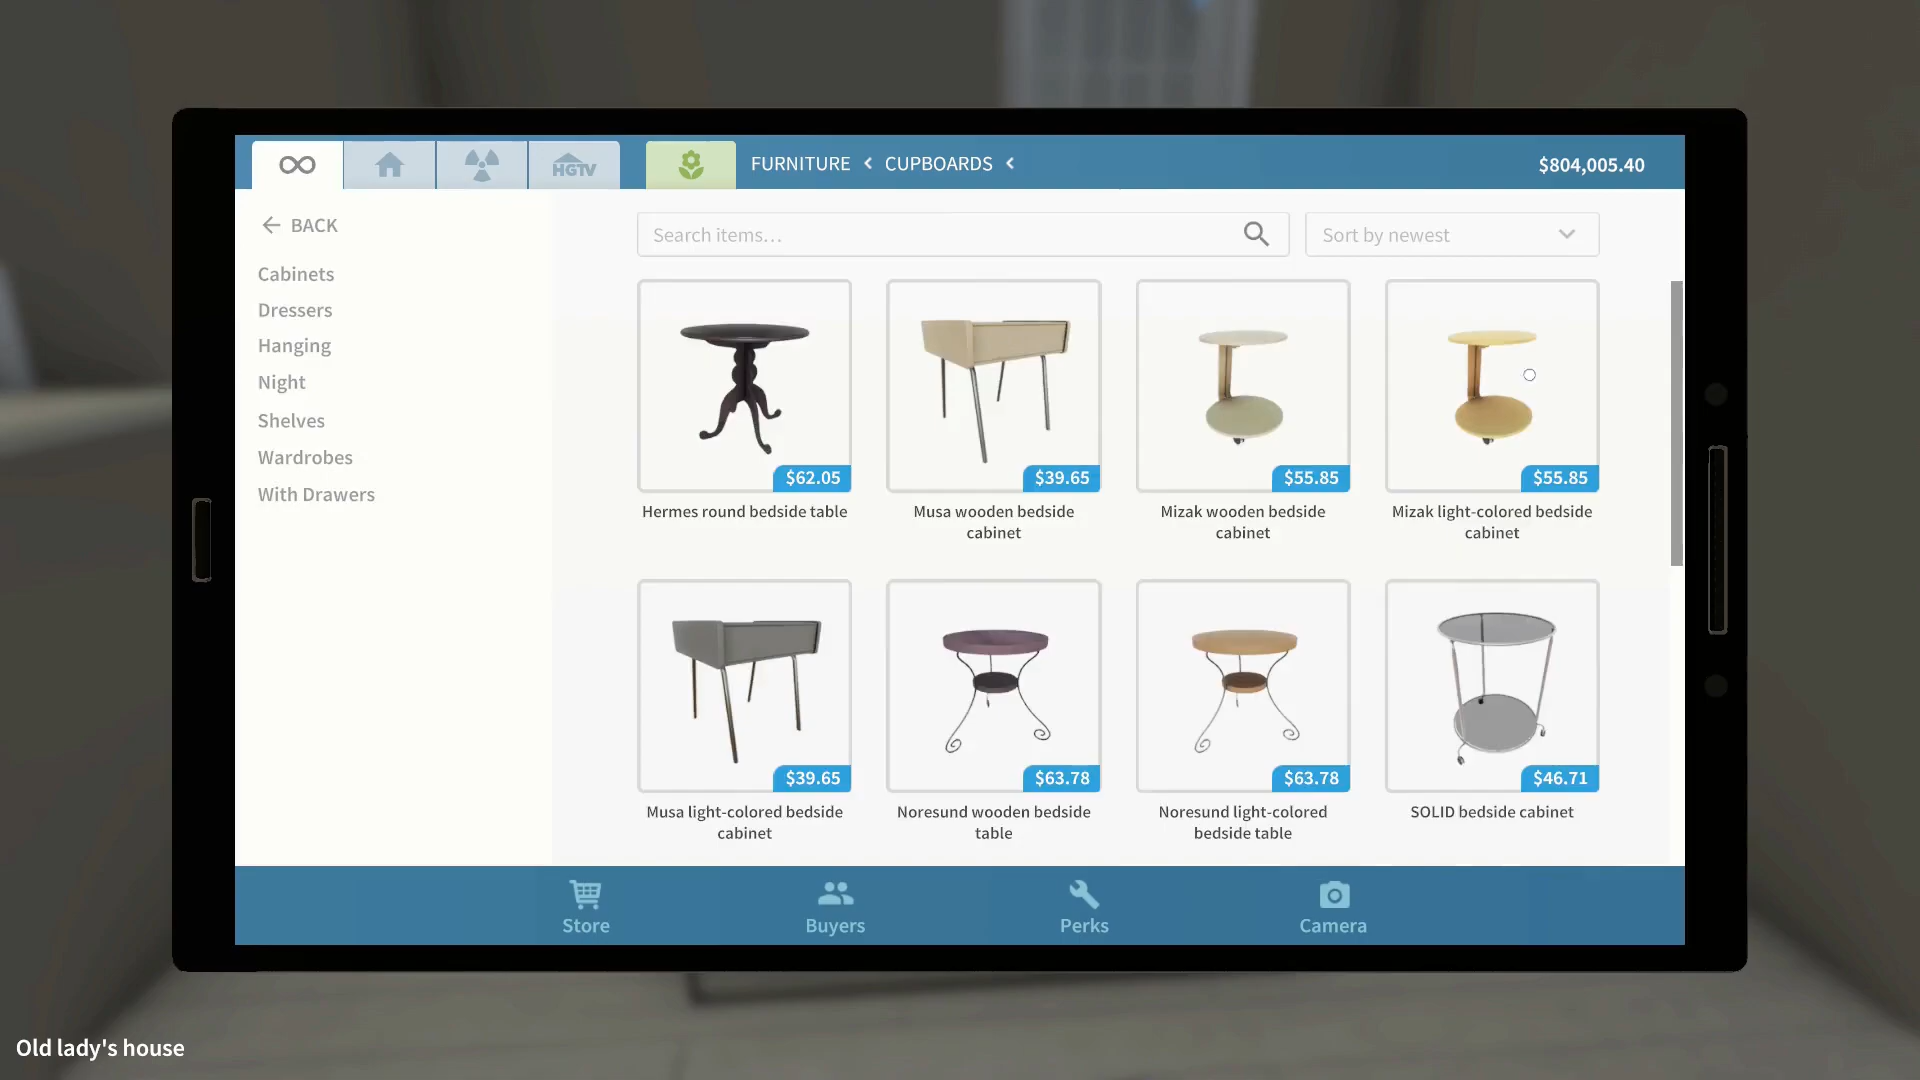 HGTV
FURNITURE < CUPBOARDS <
$804,005.40
BACK
Cabinets
Dressers
Hanging
Night
Shelves
Wardrobes
With Drawers
Search items...
Sort by newest
$62.05
$39.65
$55.85
$55.85
Hermes round bedside table
Musa wooden bedside
cabinet
Mizak wooden bedside
cabinet
Mizak light-colored bedside
cabinet
$39.65
$63.78
$63.78
$46.71
Musa light-colored bedside
cabinet
Noresund wooden bedside
table
Noresund light-colored
bedside table
SOLID bedside cabinet
Store
Buyers
Perks
Camera
Old lady's house